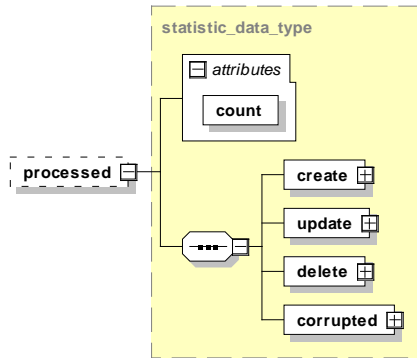 statistic_data_type
attributes
count
processed
create
update
delete
corrupted